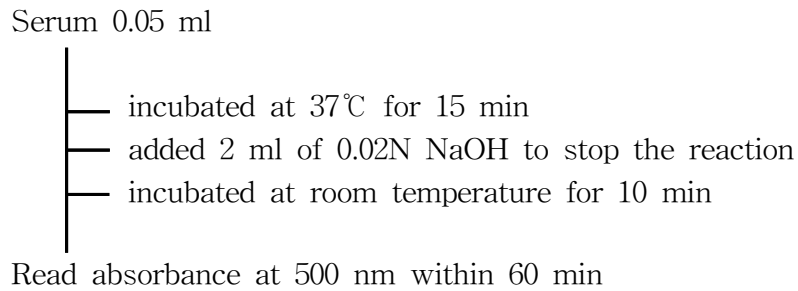 Serum 0.05 ml
incubated at 37℃ for 15 min
added 2 ml of 0.02N NaOH to stop the reaction
incubated at room temperature for 10 min
Read absorbance at 500 nm within 60 min